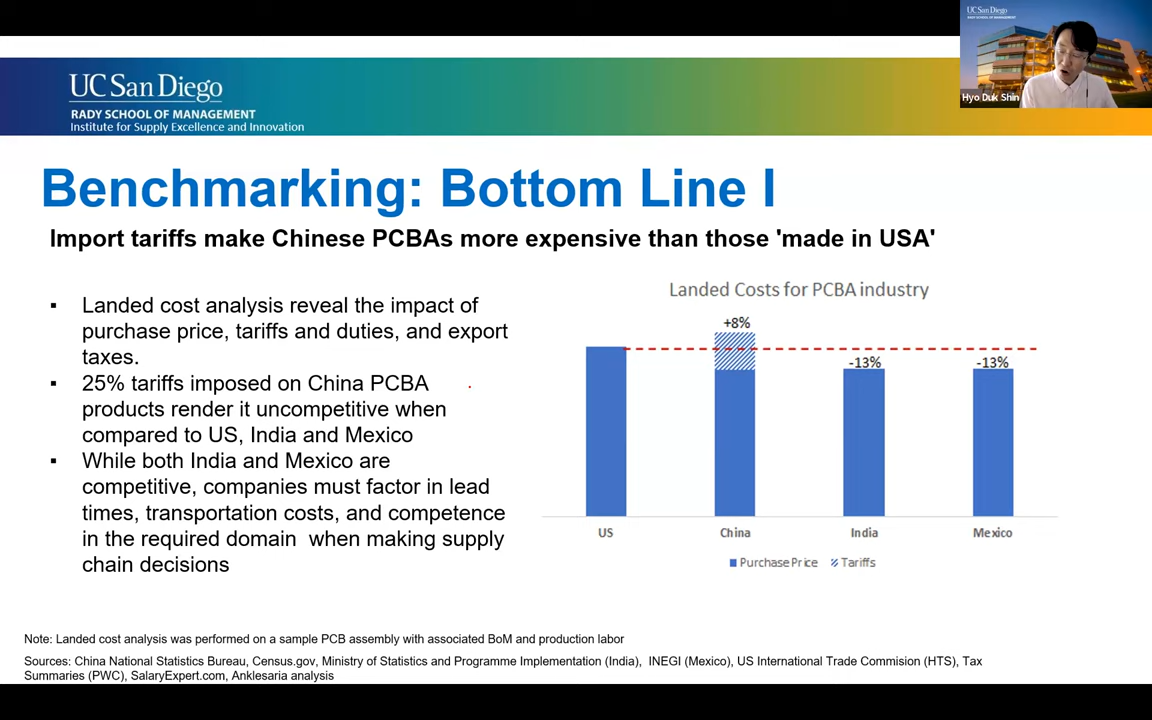 UC San Diego
RADY SCHOOL OF MANAGEMENT
Institute for Supply Excellence and Innovation
UC San Diego
RADY SCHOOL OF MANAGEMENT
Hyo Duk Shin
Benchmarking: Bottom Line I
Import tariffs make Chinese PCBAs more expensive than those 'made in USA'
▪ Landed cost analysis reveal the impact of
purchase price, tariffs and duties, and export
taxes.
▪ 25% tariffs imposed on China PCBA
products render it uncompetitive when
compared to US, India and Mexico
▪ While both India and Mexico are
competitive, companies must factor in lead
times, transportation costs, and competence
in the required domain  when making supply
chain decisions
Landed Costs for PCBA industry
+8%
-13%
-13%
US
China
India
Mexico
Purchase Price
Tariffs
Note: Landed cost analysis was performed on a sample PCB assembly with associated BoM and production labor
Sources: China National Statistics Bureau, Census.gov, Ministry of Statistics and Programme Implementation (India),  INEGI (Mexico), US International Trade Commision (HTS), Tax
Summaries (PWC), SalaryExpert.com, Anklesaria analysis